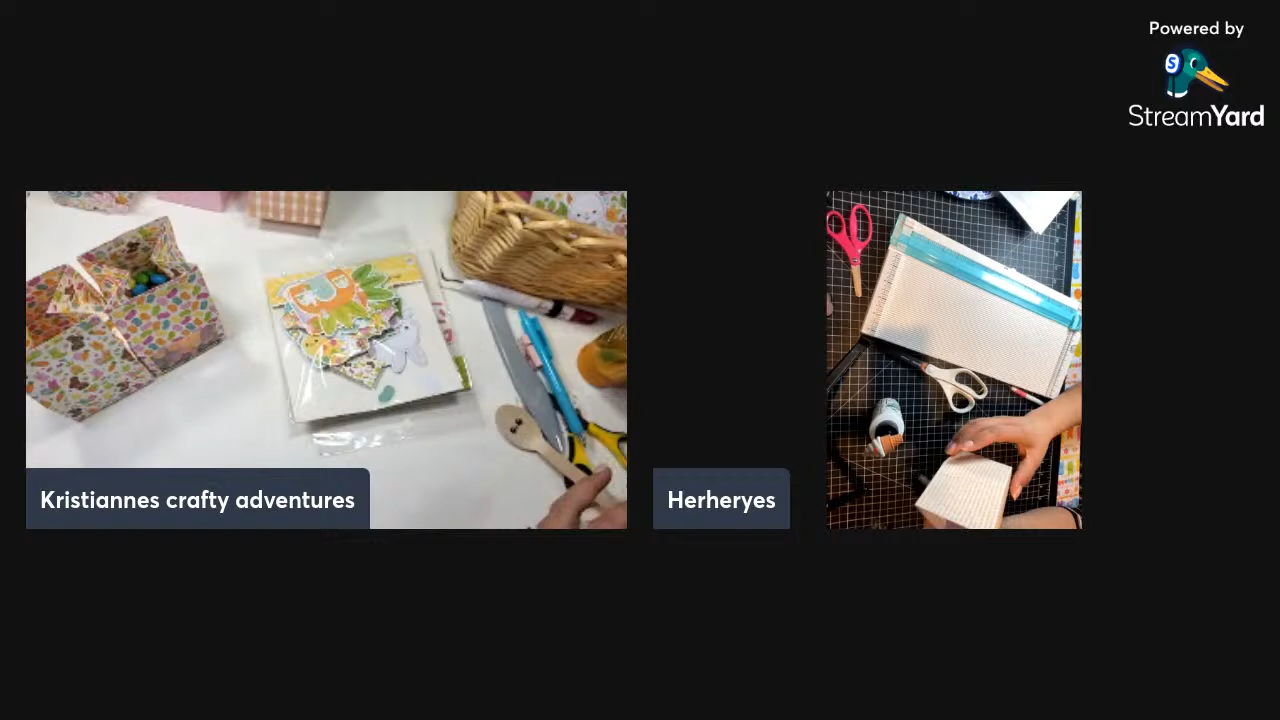 Powered by
S
StreamYard
Kristiannes crafty adventures
Herheryes